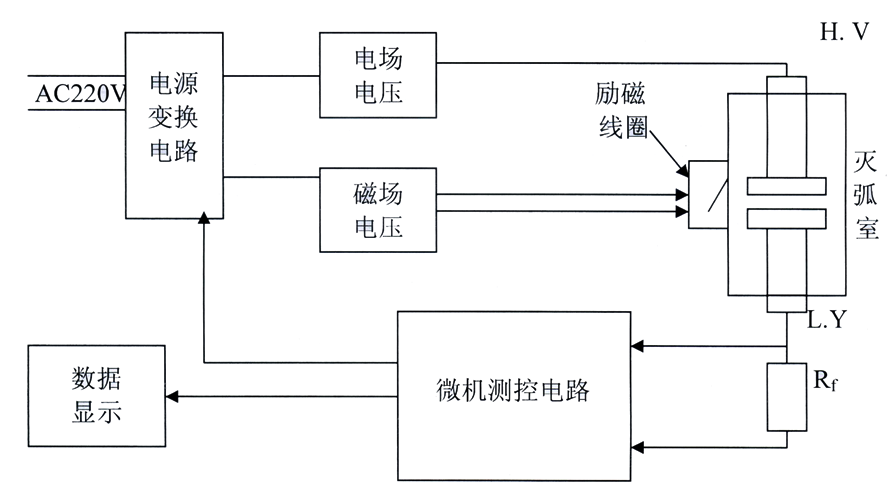 H. V
AC220V
电源
变换
电路
电场
电压
励磁
线圈
灭
弧
室
磁场
电压
L.Y
数据
显示
微机测控电路
Rf